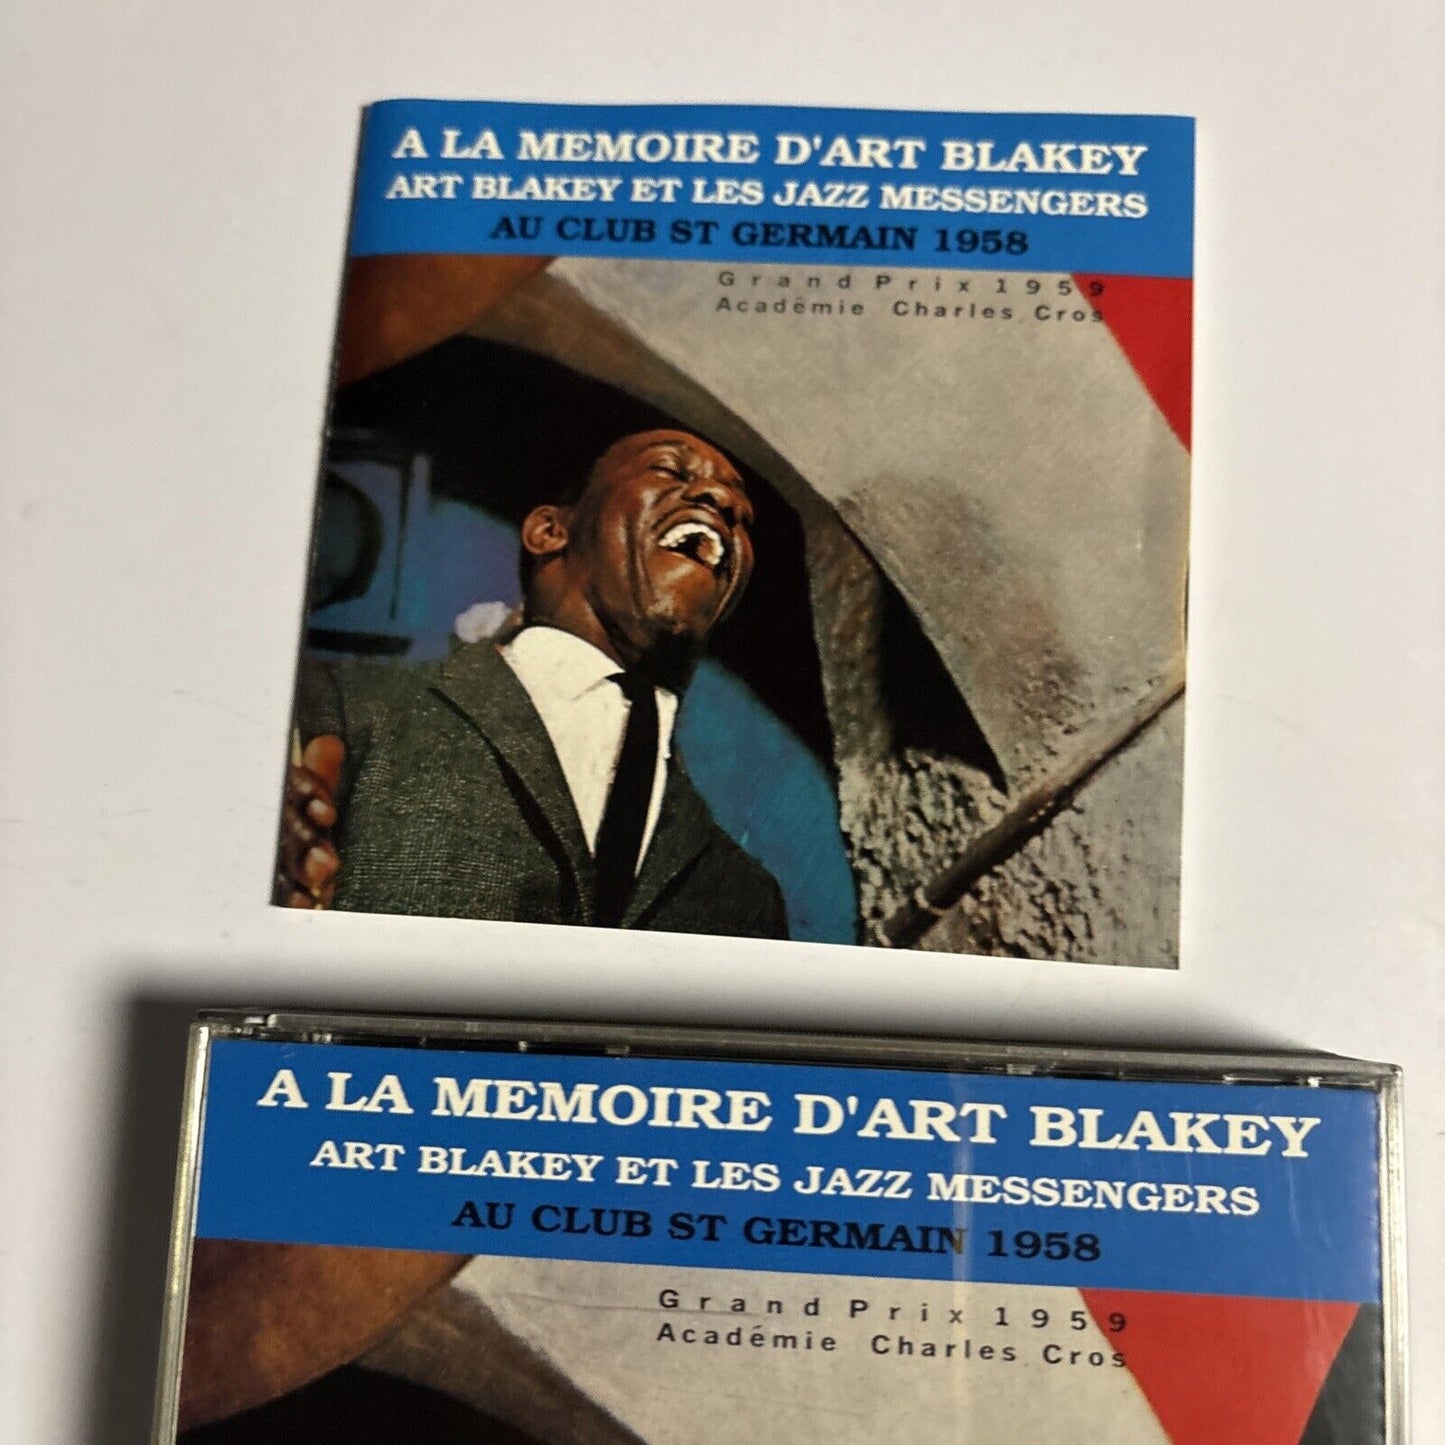 A LA MEMOIRE D'ART BLAKEY
ART BLAKEY ET LES JAZZ MESSENGERS
AU CLUB ST GERMAIN 1958
Grand Prix 1959
Académie Charles Cros
A LA MEMOIRE D'ART BLAKEY
ART BLAKEY ET LES JAZZ MESSENGERS
AU CLUB ST GERMAIN 1958
Grand Prix 1959
Académie Charles Cros